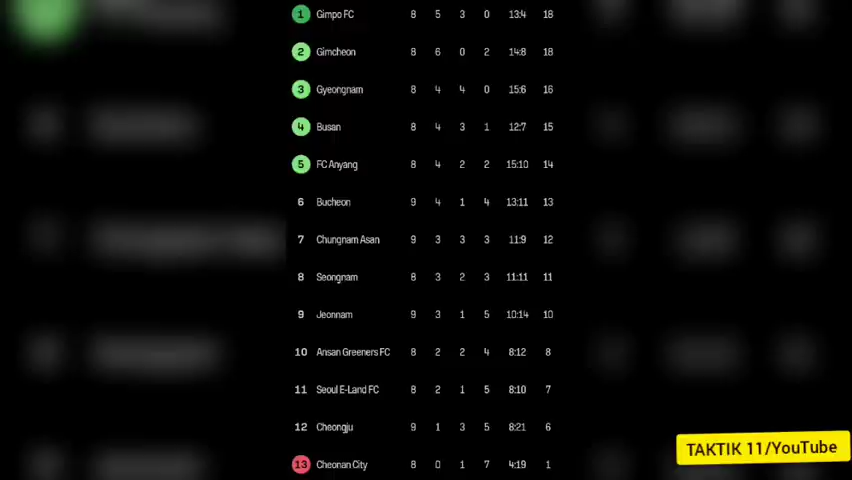 1 Gimpo FC 8 5 3 0 13:4 18
2 Gimcheon 8 6 0 2 14:8 18
3 Gyeongnam 8 4 4 0 15:6 16
4 Busan 8 4 3 1 12:7 15
5 FC Anyang 8 4 2 2 15:10 14
6 Bucheon 9 4 1 4 13:11 13
7 Chungnam Asan 9 3 3 3 11:9 12
8 Seongnam 8 3 2 3 11:11 11
9 Jeonnam 9 3 1 5 10:14 10
10 Ansan Greeners FC 8 2 2 4 8:12 8
11 Seoul E-Land FC 8 2 1 5 8:10 7
12 Cheongju 9 1 3 5 8:21 6
13 Cheonan City 8 0 1 7 4:19 1
TAKTIK 11/YouTube